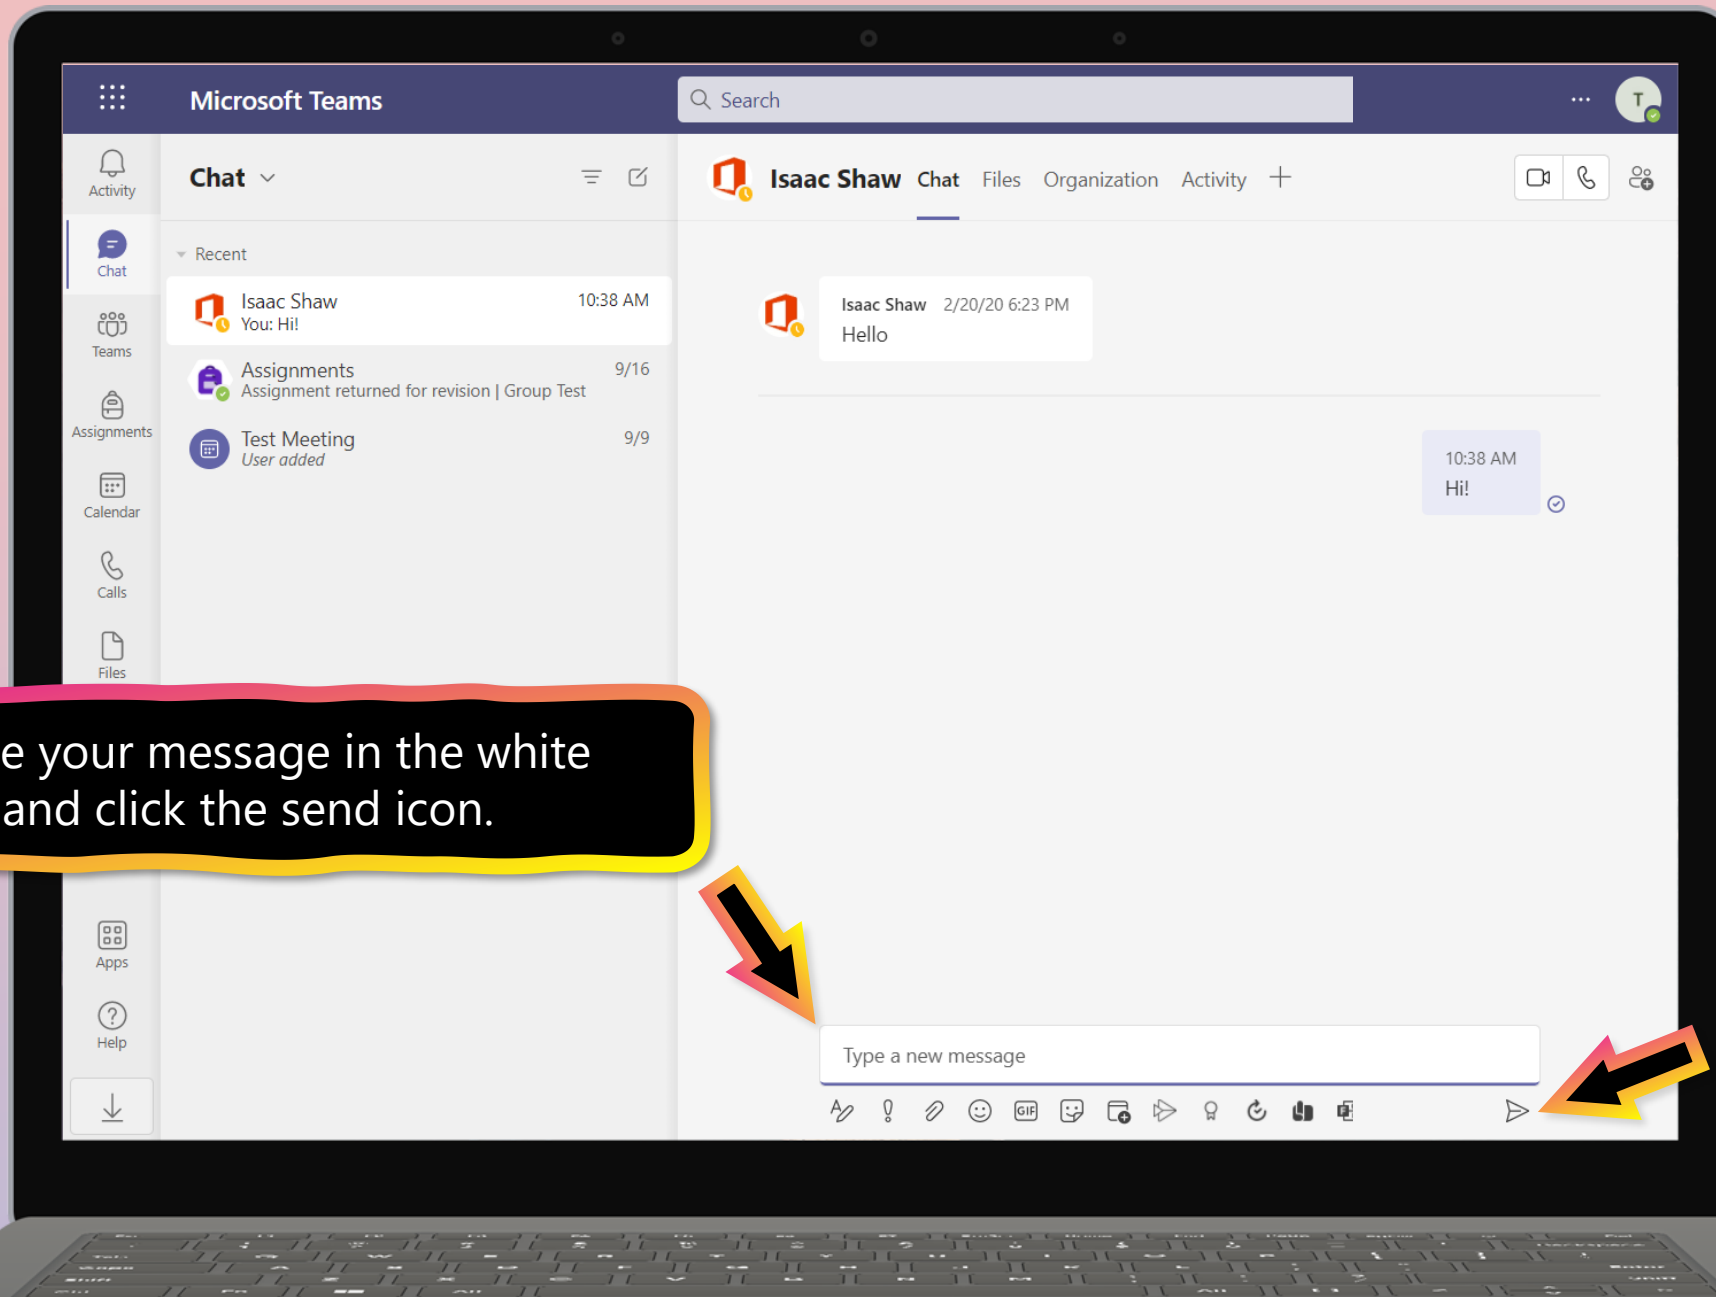 Microsoft Teams
Search
T
Activity
Chat
Teams
Assignments
Calendar
Calls
Files
Apps
Help
Chat
Recent
Isaac Shaw 10:38 AM
You: Hi!
Assignments 9/16
Assignment returned for revision | Group Test
Test Meeting 9/9
User added
Isaac Shaw Chat Files Organization Activity
Isaac Shaw 2/20/20 6:23 PM
Hello
10:38 AM
Hi!
e your message in the white
and click the send icon.
Type a new message
GIF